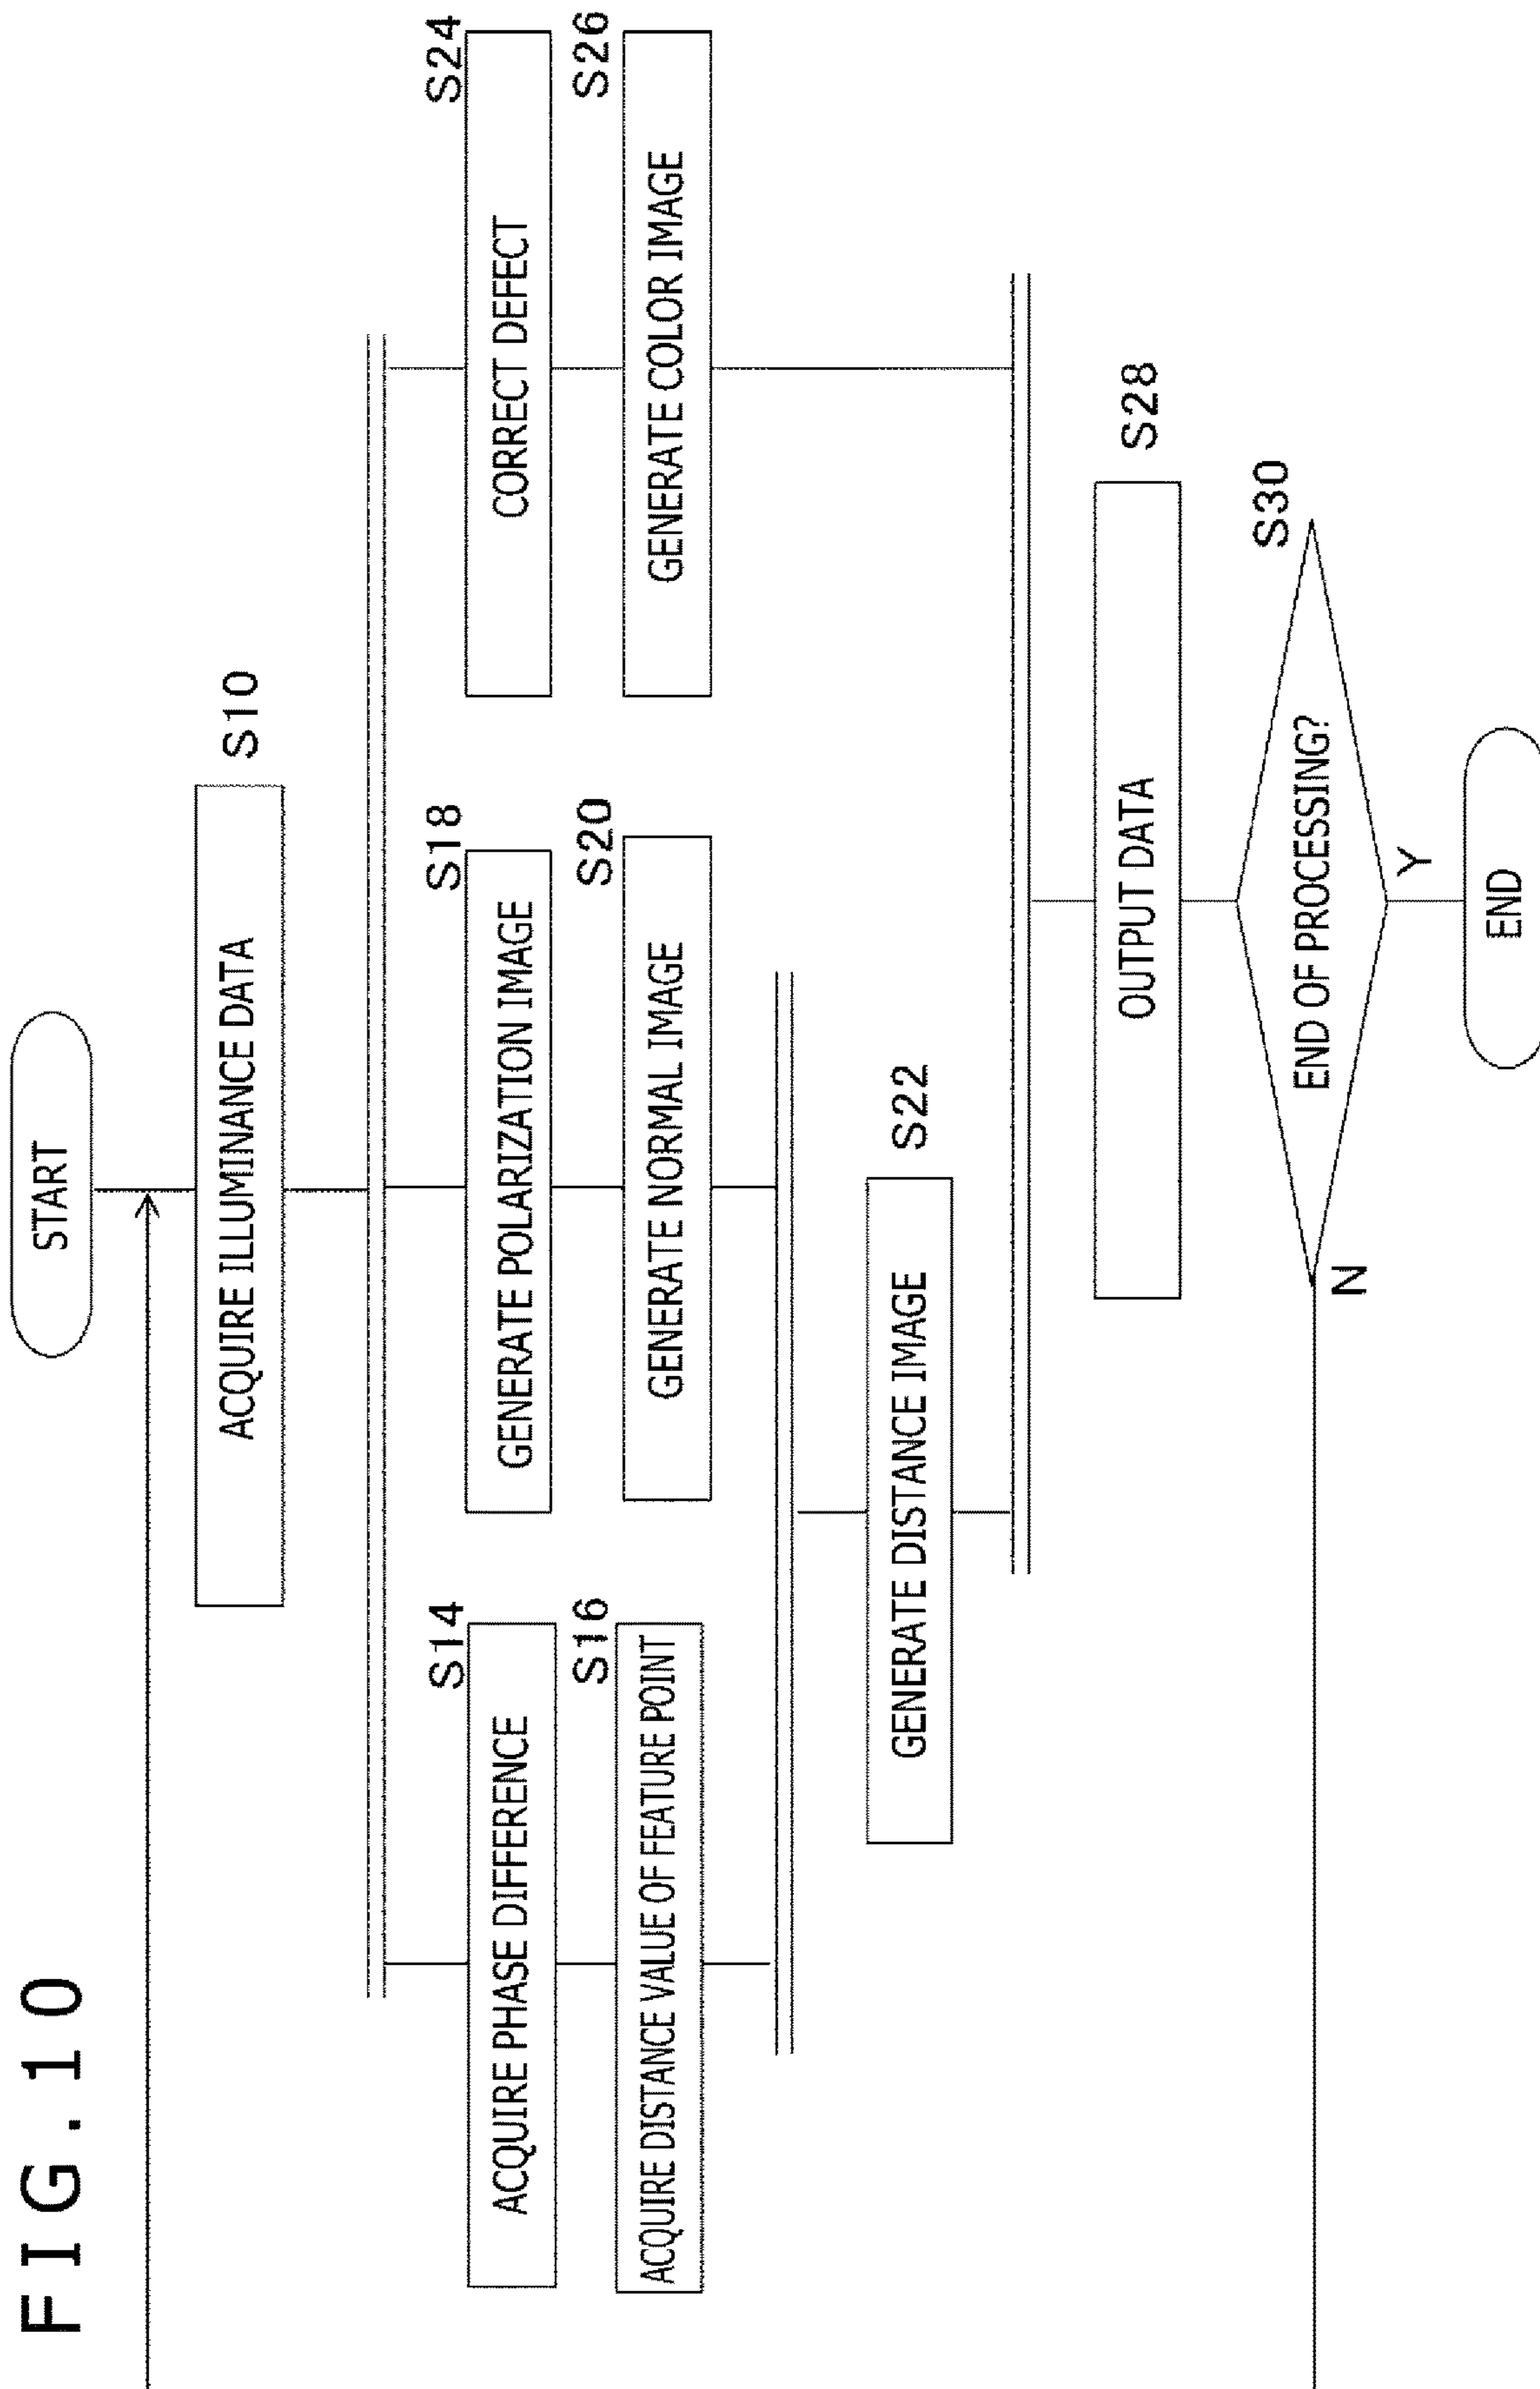 FIG.10
START
ACQUIRE ILLUMINANCE DATA
S10
ACQUIRE PHASE DIFFERENCE
S14
ACQUIRE DISTANCE VALUE OF FEATURE POINT
S16
GENERATE POLARIZATION IMAGE
S18
GENERATE NORMAL IMAGE
S20
CORRECT DEFECT
S24
GENERATE COLOR IMAGE
S26
GENERATE DISTANCE IMAGE
S22
OUTPUT DATA
S28
END OF PROCESSING?
S30
N
Y
END